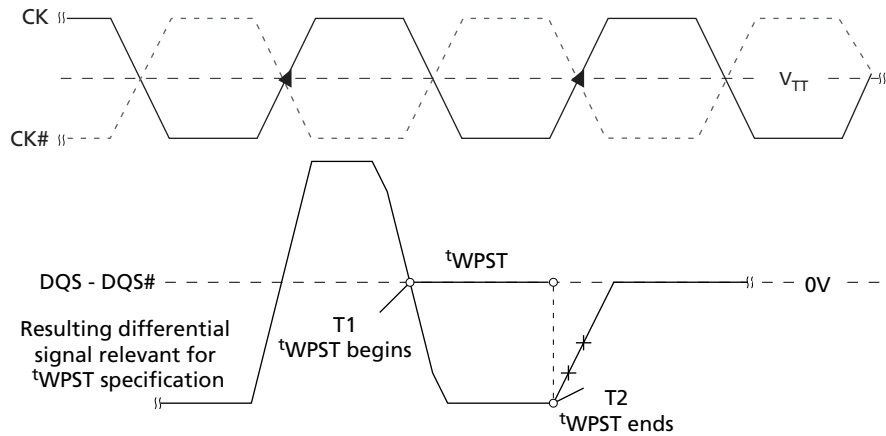 CK
V_TT
CK#
tWPST
DQS - DQS#
0V
Resulting differential
signal relevant for
tWPST specification
T1
tWPST begins
T2
tWPST ends